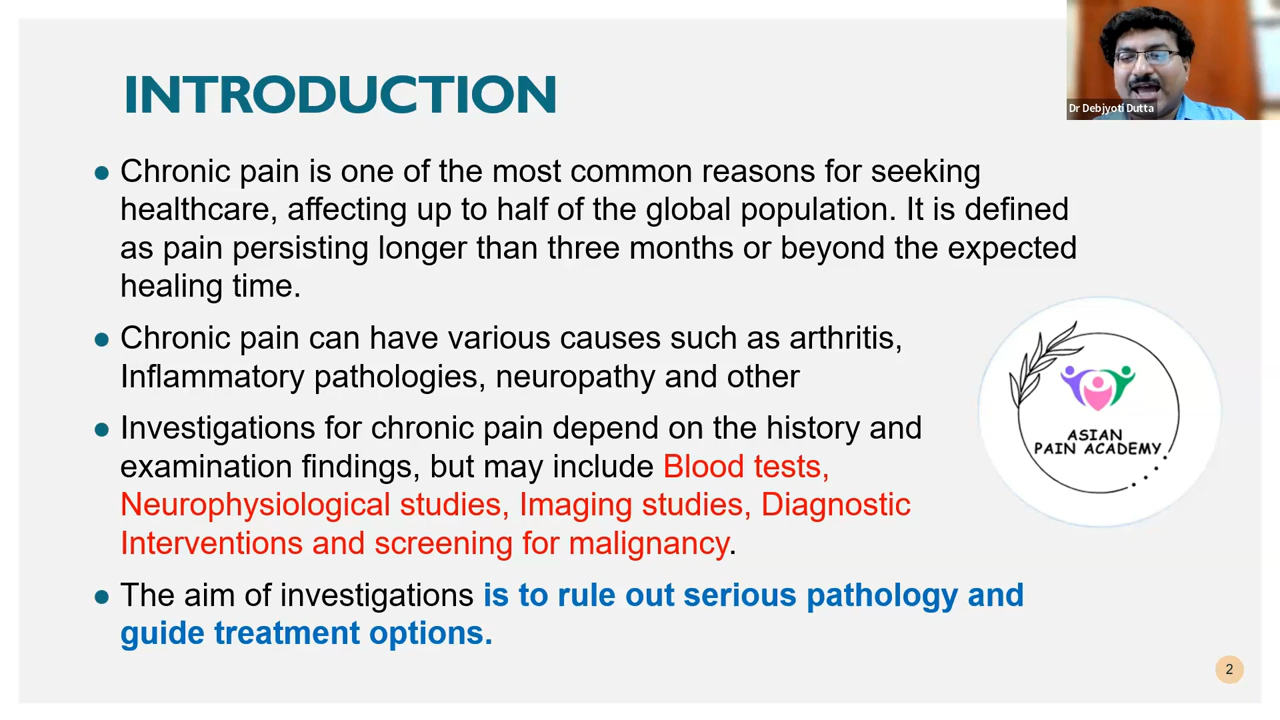 INTRODUCTION
Dr Debjyoti Dutta
● Chronic pain is one of the most common reasons for seeking
healthcare, affecting up to half of the global population. It is defined
as pain persisting longer than three months or beyond the expected
healing time.
● Chronic pain can have various causes such as arthritis,
Inflammatory pathologies, neuropathy and other
● Investigations for chronic pain depend on the history and
examination findings, but may include Blood tests,
Neurophysiological studies, Imaging studies, Diagnostic
Interventions and screening for malignancy.
ASIAN
PAIN ACADEMY
● The aim of investigations is to rule out serious pathology and
guide treatment options.
2